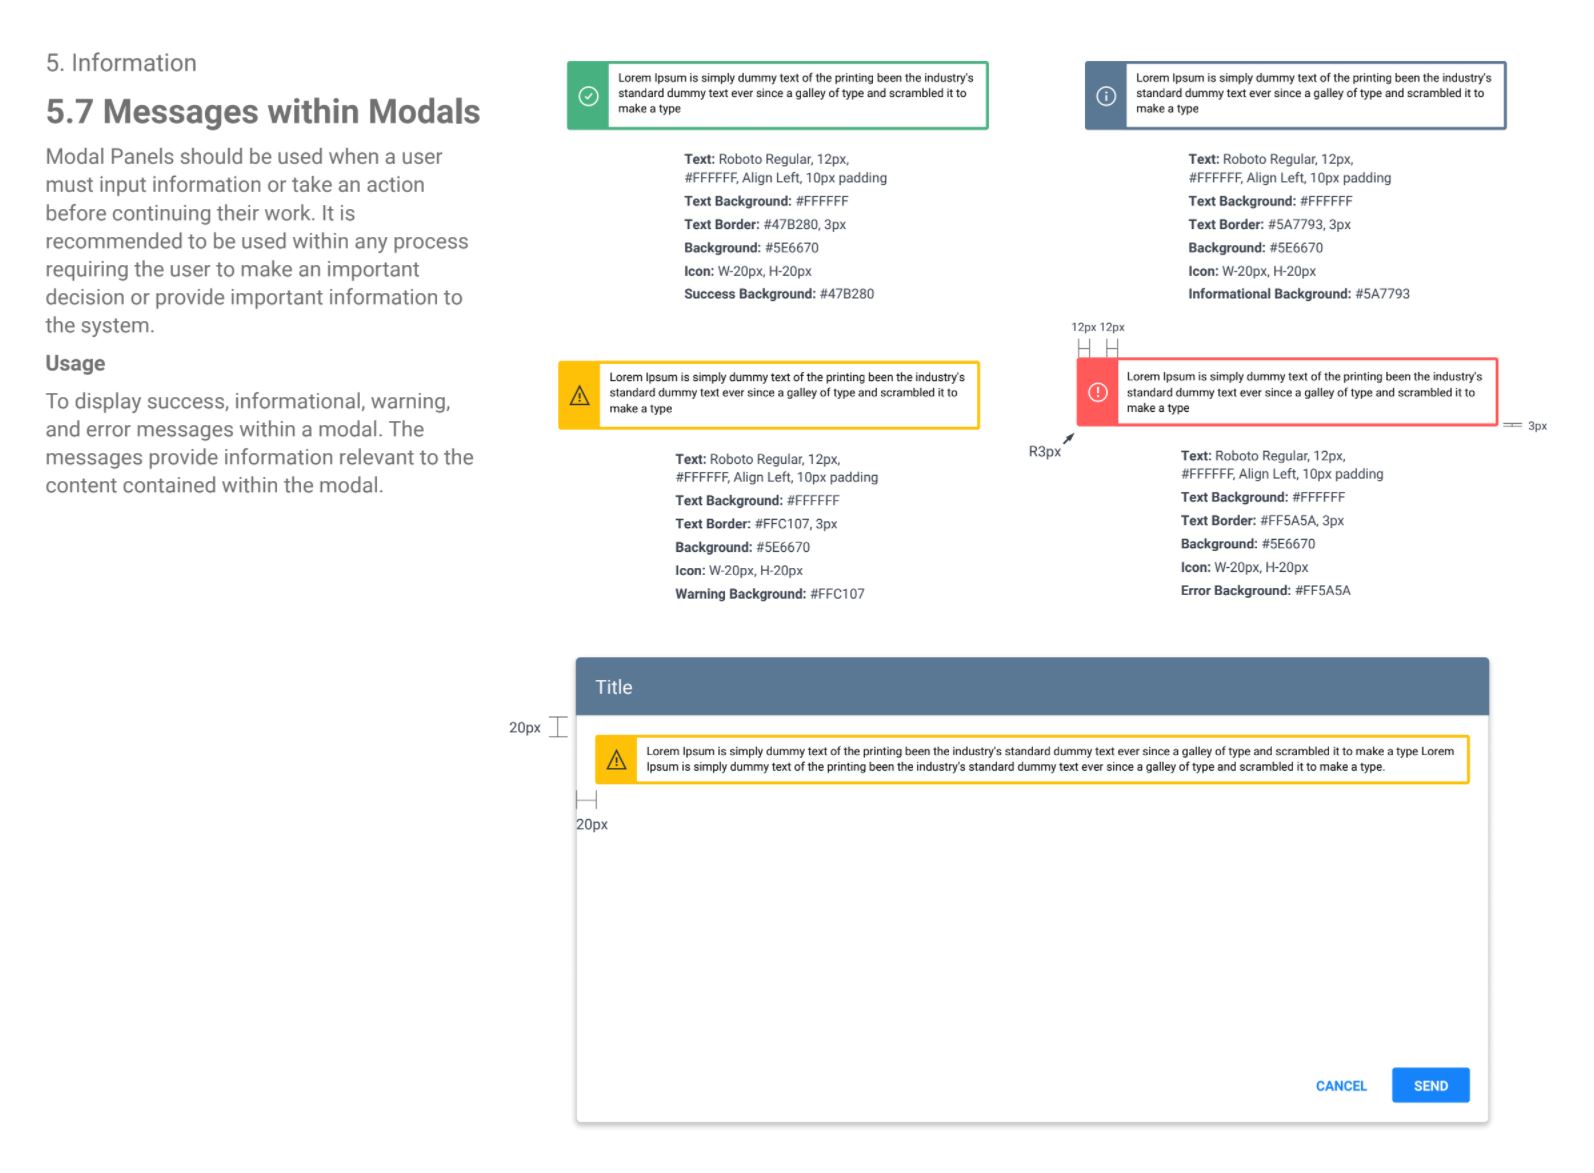 5. Information
5.7 Messages within Modals
Modal Panels should be used when a user
must input information or take an action
before continuing their work. It is
recommended to be used within any process
requiring the user to make an important
decision or provide important information to
the system.
Usage
To display success, informational, warning,
and error messages within a modal. The
messages provide information relevant to the
content contained within the modal.
Lorem Ipsum is simply dummy text of the printing been the industry's
standard dummy text ever since a galley of type and scrambled it to
make a type
Text: Roboto Regular, 12px,
#FFFFFF, Align Left, 10px padding
Text Background: #FFFFFF
Text Border: #47B280, 3px
Background: #5E6670
Icon: W-20px, H-20px
Success Background: #47B280
Lorem Ipsum is simply dummy text of the printing been the industry's
standard dummy text ever since a galley of type and scrambled it to
make a type
Text: Roboto Regular, 12px,
#FFFFFF, Align Left, 10px padding
Text Background: #FFFFFF
Text Border: #5A7793, 3px
Background: #5E6670
Icon: W-20px, H-20px
Informational Background: #5A7793
Lorem Ipsum is simply dummy text of the printing been the industry's
standard dummy text ever since a galley of type and scrambled it to
make a type
Text: Roboto Regular, 12px,
#FFFFFF, Align Left, 10px padding
Text Background: #FFFFFF
Text Border: #FFC107, 3px
Background: #5E6670
Icon: W-20px, H-20px
Warning Background: #FFC107
12px 12px
Lorem Ipsum is simply dummy text of the printing been the industry's
standard dummy text ever since a galley of type and scrambled it to
make a type
3px
R3px
Text: Roboto Regular, 12px,
#FFFFFF, Align Left, 10px padding
Text Background: #FFFFFF
Text Border: #FF5A5A, 3px
Background: #5E6670
Icon: W-20px, H-20px
Error Background: #FF5A5A
Title
20px
Lorem Ipsum is simply dummy text of the printing been the industry's standard dummy text ever since a galley of type and scrambled it to make a type Lorem
Ipsum is simply dummy text of the printing been the industry's standard dummy text ever since a galley of type and scrambled it to make a type.
20px
CANCEL
SEND